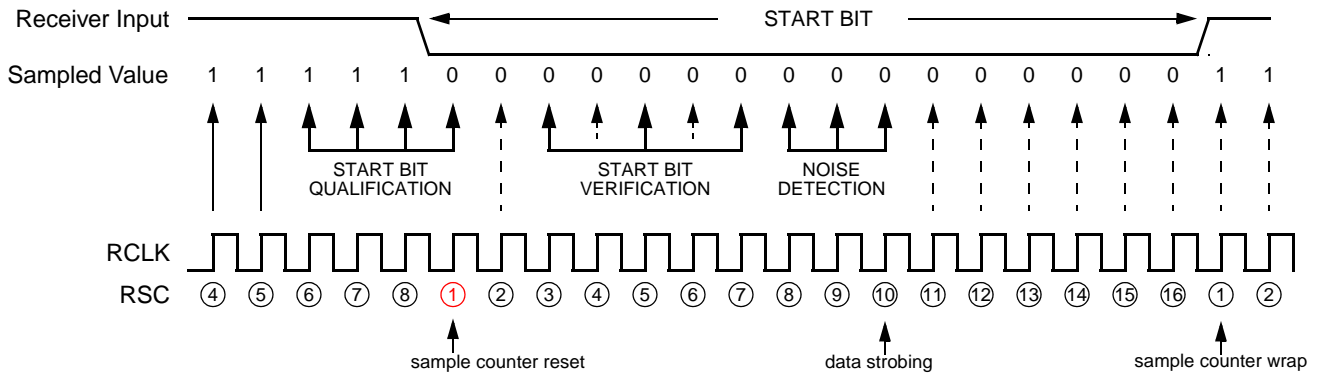 Receiver Input START BIT
Sampled Value 1 1 1 1 1 0 0 0 0 0 0 0 0 0 0 0 0 0 0 0 0 1 1
START BIT QUALIFICATION
START BIT VERIFICATION
NOISE DETECTION
RCLK
RSC 4 5 6 7 8 1 2 3 4 5 6 7 8 9 10 11 12 13 14 15 16 1 2
sample counter reset data strobing sample counter wrap